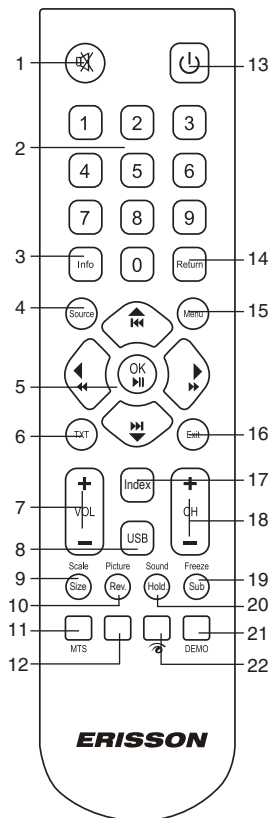 1 13
1 2 3
2
4 5 6
7 8 9
3 Info 0 Return 14
4 Source Menu 15
5 OK
6 TXT Exit 16
Index 17
7 + VOL − + CH − 18
8 USB
Scale Picture Sound Freeze
9 Size Rev. Hold. Sub 19
10 20
11 21
MTS DEMO
12 22
ERISSON